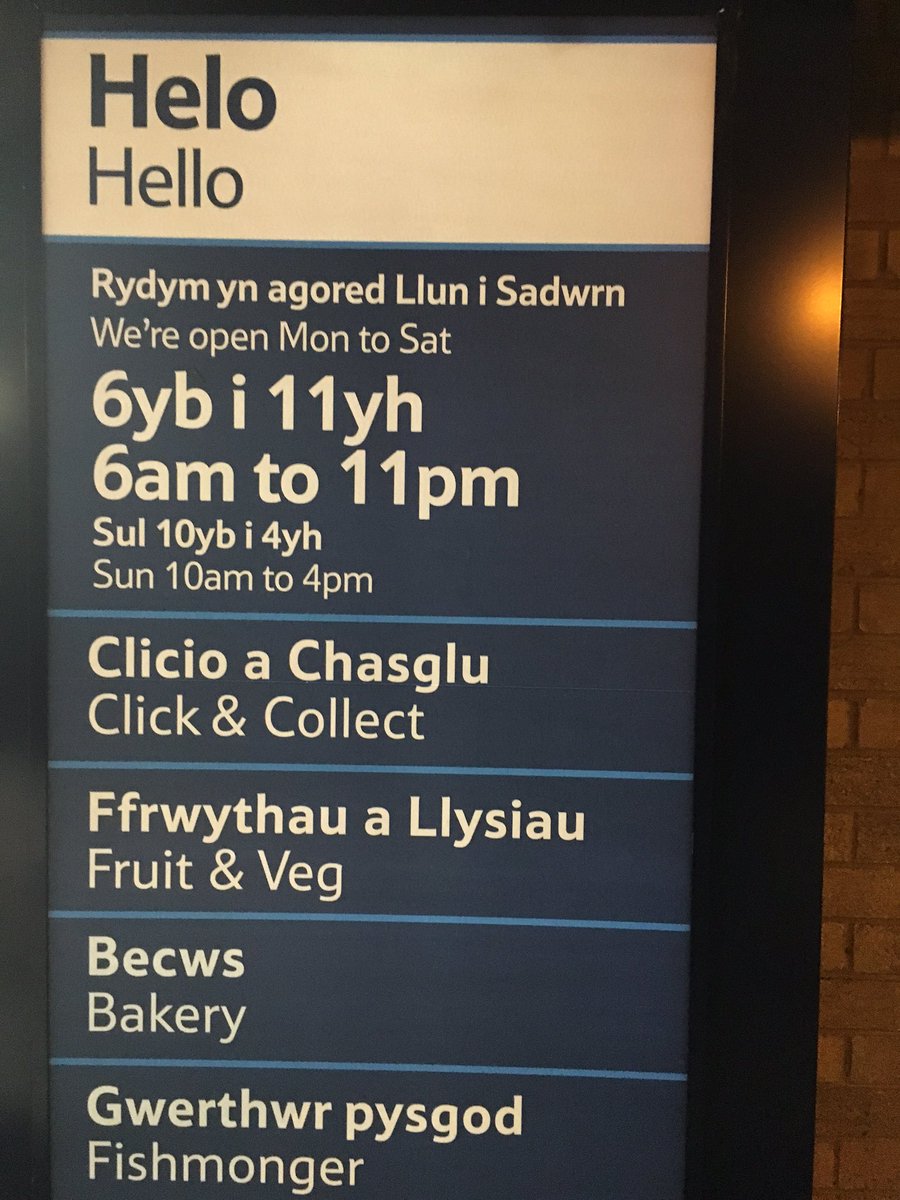 Helo
Hello
Rydym yn agored Llun i Sadwrn
We're open Mon to Sat
6yb i 11yh
6am to 11pm
Sul 10yb i 4yh
Sun 10am to 4pm
Clicio a Chasglu
Click & Collect
Ffrwythau a Llysiau
Fruit & Veg
Becws
Bakery
Gwerthwr pysgod
Fishmonger